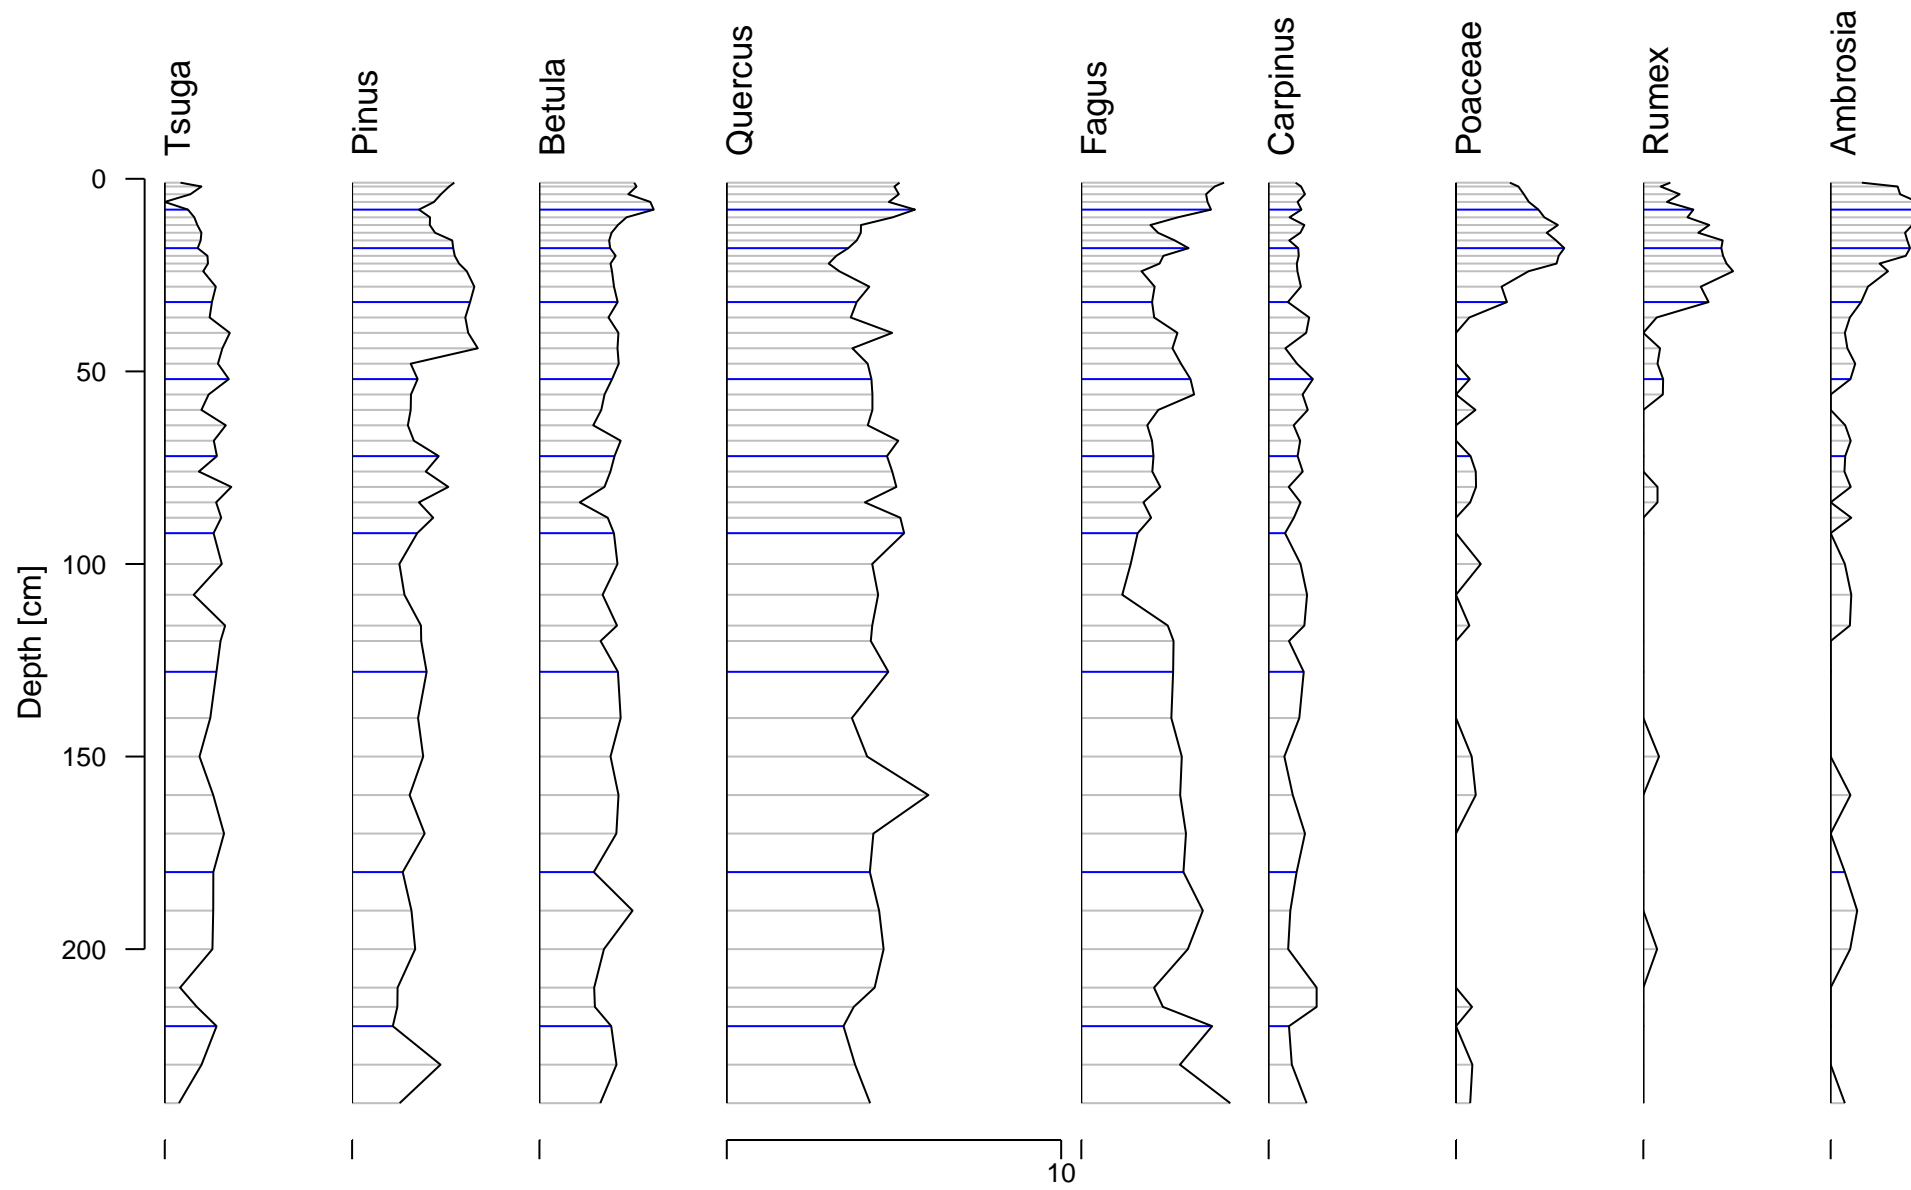 Tsuga
Pinus
Betula
Quercus
Fagus
Carpinus
Poaceae
Rumex
Ambrosia
0
50
100
150
200
Depth [cm]
10